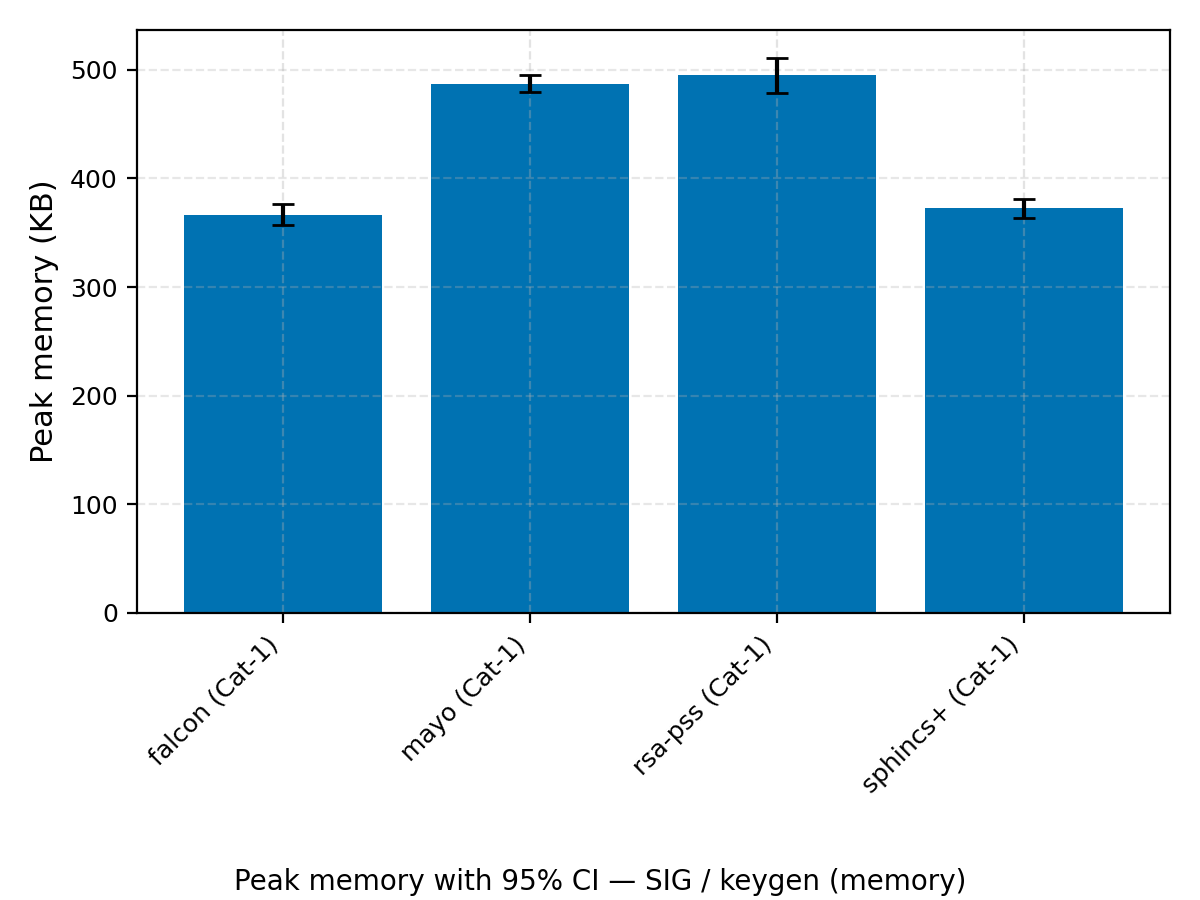 Peak memory (KB)
500
400
300
200
100
0
falcon (Cat-1)
mayo (Cat-1)
rsa-pss (Cat-1)
sphincs+ (Cat-1)
Peak memory with 95% CI — SIG / keygen (memory)